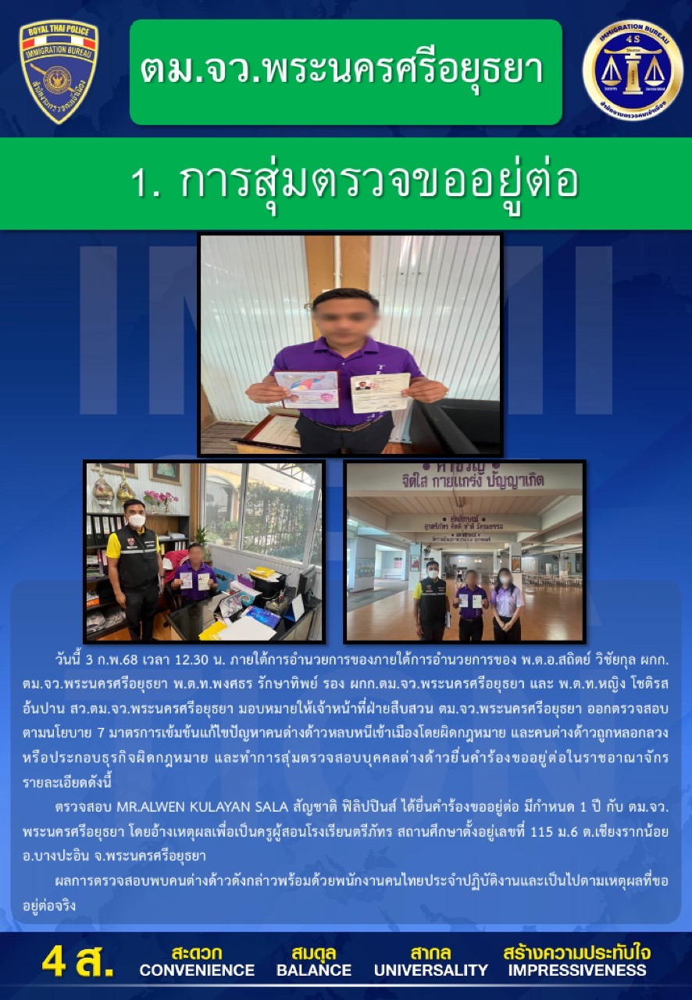 ROYAL THAI POLICE
IMMIGRATION BUREAU
สำนักงานตรวจคนเข้าเมือง
ตม.จว.พระนครศรีอยุธยา
IMMIGRATION BUREAU
4 S
สำนักงานตรวจคนเข้าเมือง
1. การสุ่มตรวจขออยู่ต่อ
จิตใส กายแกร่ง ปัญญาเกิด
อัตลักษณ์
วันนี้ 3 ก.พ.68 เวลา 12.30 น. ภายใต้การอำนวยการของภายใต้การอำนวยการของ พ.ต.อ.สถิตย์ วิชัยกุล ผกก.
ตม.จว.พระนครศรีอยุธยา พ.ต.ท.พงศธร รักษาทิพย์ รอง ผกก.ตม.จว.พระนครศรีอยุธยา และ พ.ต.ท.หญิง โชติรส
อ้นปาน สว.ตม.จว.พระนครศรีอยุธยา มอบหมายให้เจ้าหน้าที่ฝ่ายสืบสวน ตม.จว.พระนครศรีอยุธยา ออกตรวจสอบ
ตามนโยบาย 7 มาตรการเข้มข้นแก้ไขปัญหาคนต่างด้าวหลบหนีเข้าเมืองโดยผิดกฎหมาย และคนต่างด้าวถูกหลอกลวง
หรือประกอบธุรกิจผิดกฎหมาย และทำการสุ่มตรวจสอบบุคคลต่างด้าวยื่นคำร้องขออยู่ต่อในราชอาณาจักร
รายละเอียดดังนี้
ตรวจสอบ MR.ALWEN KULAYAN SALA สัญชาติ ฟิลิปปินส์ ได้ยื่นคำร้องขออยู่ต่อ มีกำหนด 1 ปี กับ ตม.จว.
พระนครศรีอยุธยา โดยอ้างเหตุผลเพื่อเป็นครูผู้สอนโรงเรียนตรีภัทร สถานศึกษาตั้งอยู่เลขที่ 115 ม.6 ต.เชียงรากน้อย
อ.บางปะอิน จ.พระนครศรีอยุธยา
ผลการตรวจสอบพบคนต่างด้าวดังกล่าวพร้อมด้วยพนักงานคนไทยประจำปฏิบัติงานและเป็นไปตามเหตุผลที่ขอ
อยู่ต่อจริง
4 ส. สะดวก สมดุล สากล สร้างความประทับใจ
CONVENIENCE BALANCE UNIVERSALITY IMPRESSIVENESS